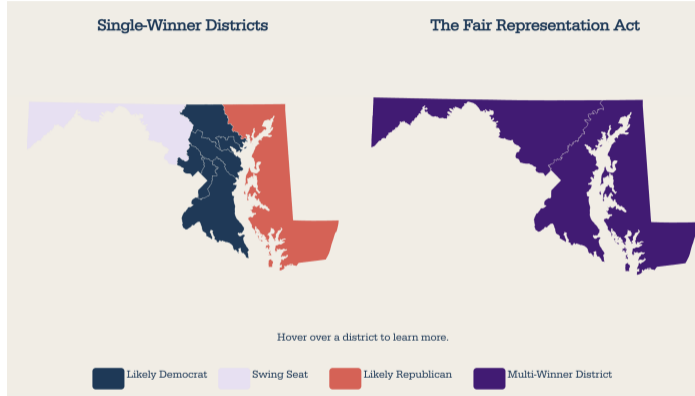 Single-Winner Districts
The Fair Representation Act
Hover over a district to learn more.
Likely Democrat
Swing Seat
Likely Republican
Multi-Winner District